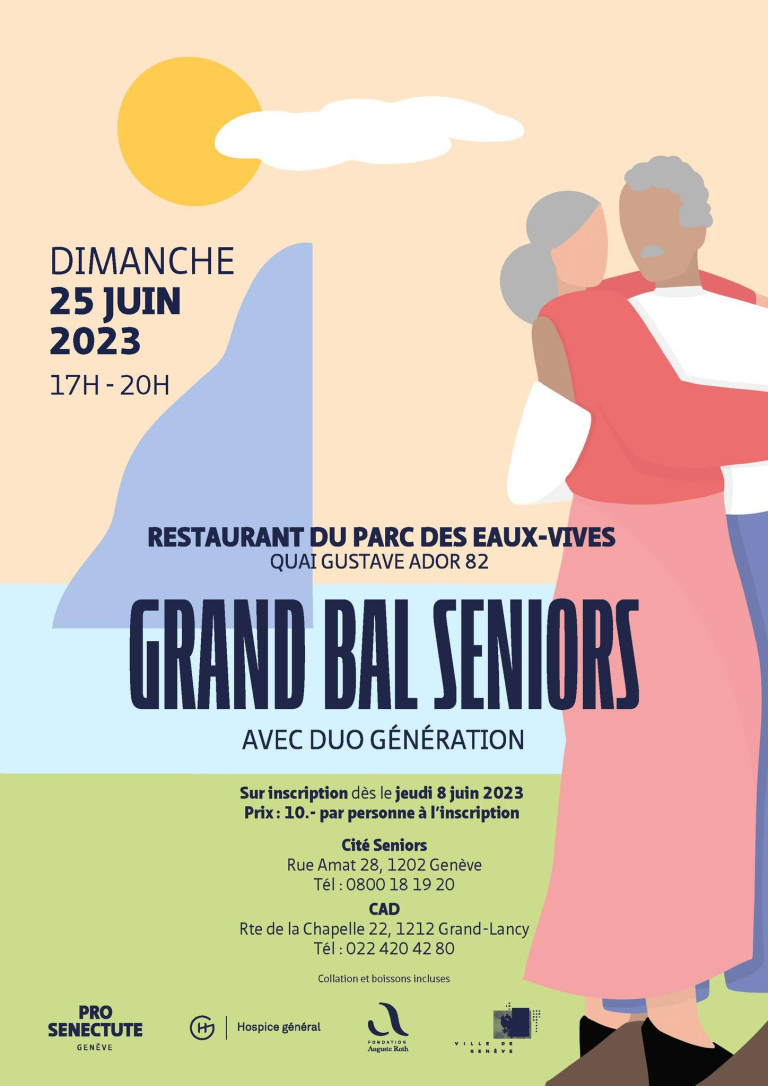 DIMANCHE
25 JUIN
2023
17H - 20H
RESTAURANT DU PARC DES EAUX-VIVES
QUAI GUSTAVE ADOR 82
GRAND BAL SENIORS
AVEC DUO GÉNÉRATION
Sur inscription dès le jeudi 8 juin 2023
Prix : 10.- par personne à l'inscription
Cité Seniors
Rue Amat 28, 1202 Genève
Tél : 0800 18 19 20
CAD
Rte de la Chapelle 22, 1212 Grand-Lancy
Tél : 022 420 42 80
Collation et boissons incluses
PRO
SENECTUTE
GENÈVE
Hospice général
FONDATION
Auguste Roth
VILLE DE
GENÈVE